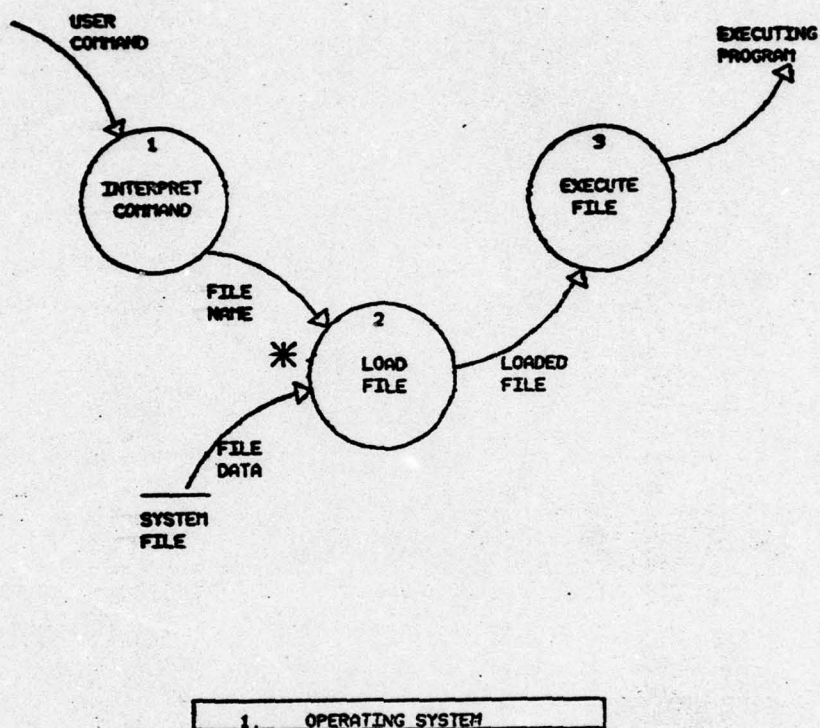 USER
COMMAND
EXECUTING
PROGRAM
1
INTERPRET
COMMAND
3
EXECUTE
FILE
FILE
NAME
2
LOAD
FILE
*
LOADED
FILE
FILE
DATA
SYSTEM
FILE
1. OPERATING SYSTEM